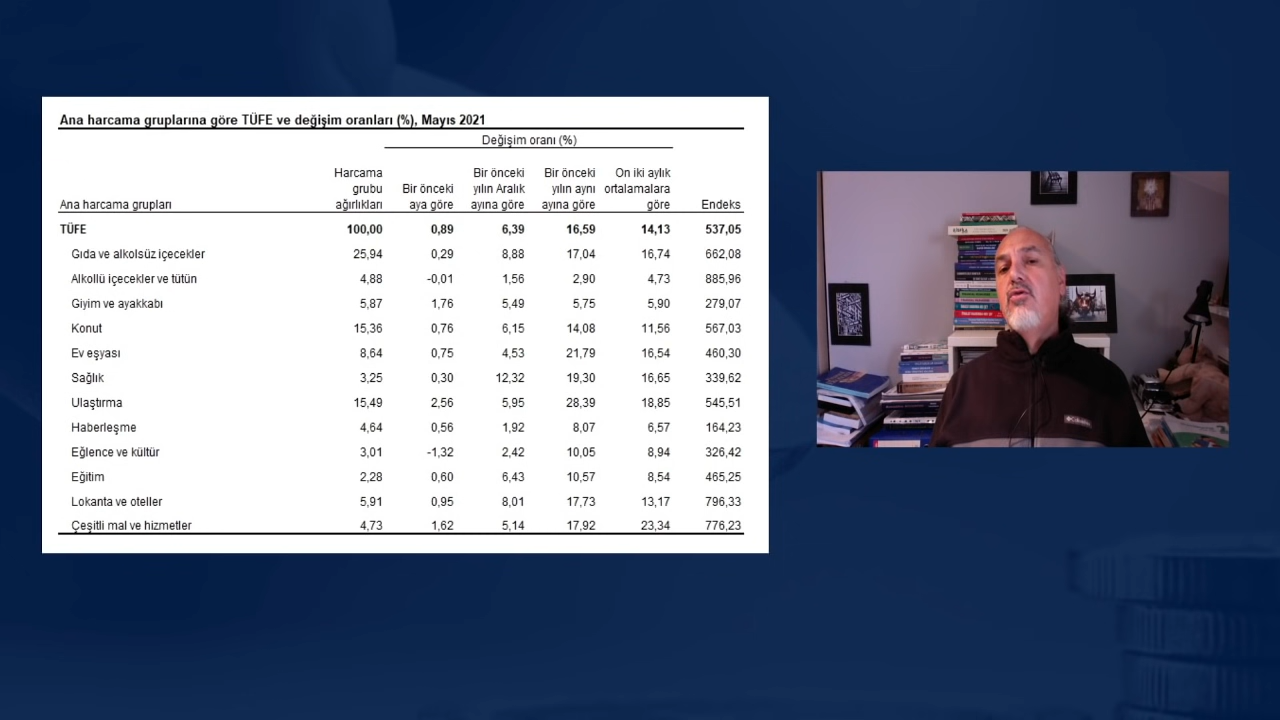 Ana harcama gruplarına göre TÜFE ve değişim oranları (%), Mayıs 2021
Değişim oranı (%)
Ana harcama grupları Harcama grubu ağırlıkları Bir önceki aya göre Bir önceki yılın Aralık ayına göre Bir önceki yılın aynı ayına göre On iki aylık ortalamalara göre Endeks
TÜFE 100,00 0,89 6,39 16,59 14,13 537,05
Gıda ve alkolsüz içecekler 25,94 0,29 8,88 17,04 16,74 662,08
Alkollü içecekler ve tütün 4,88 -0,01 1,56 2,90 4,73 885,96
Giyim ve ayakkabı 5,87 1,76 5,49 5,75 5,90 279,07
Konut 15,36 0,76 6,15 14,08 11,56 567,03
Ev eşyası 8,64 0,75 4,53 21,79 16,54 460,30
Sağlık 3,25 0,30 12,32 19,30 16,65 339,62
Ulaştırma 15,49 2,56 5,95 28,39 18,85 545,51
Haberleşme 4,64 0,56 1,92 8,07 6,57 164,23
Eğlence ve kültür 3,01 -1,32 2,42 10,05 8,94 326,42
Eğitim 2,28 0,60 6,43 10,57 8,54 465,25
Lokanta ve oteller 5,91 0,95 8,01 17,73 13,17 796,33
Çeşitli mal ve hizmetler 4,73 1,62 5,14 17,92 23,34 776,23
Columbia